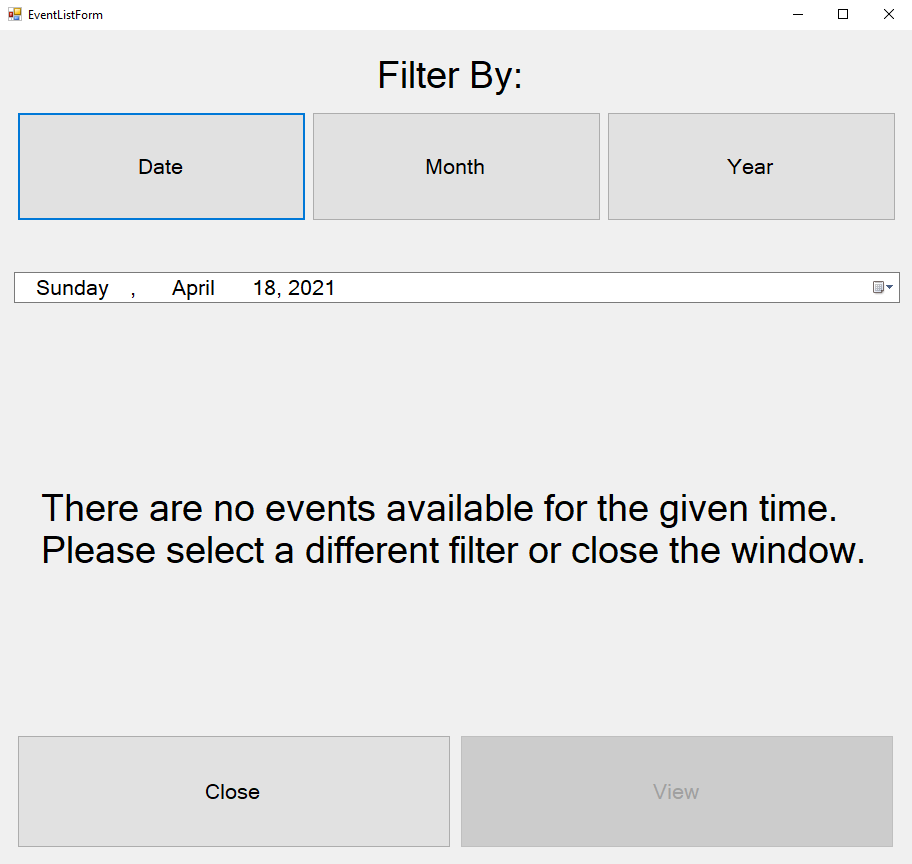 EventListForm
Filter By:
Date Month Year
Sunday , April 18, 2021
There are no events available for the given time.
Please select a different filter or close the window.
Close View